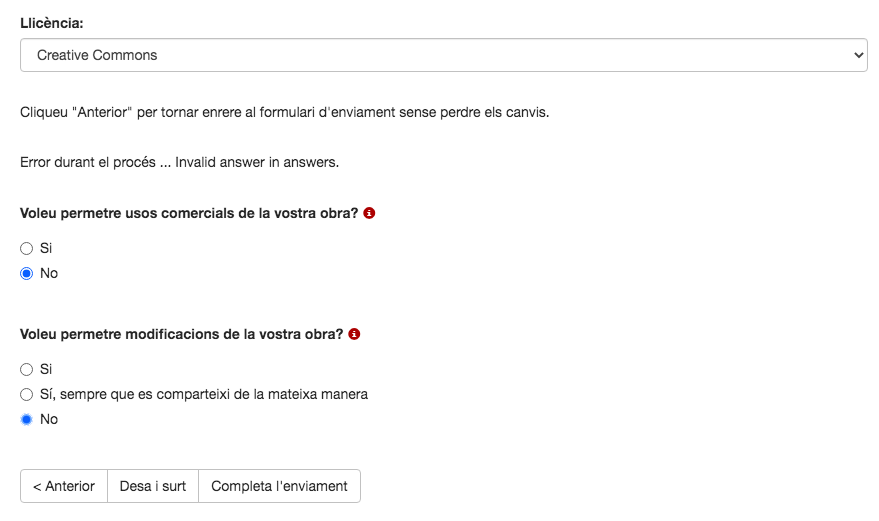 Llicència:
Creative Commons
Cliqueu "Anterior" per tornar enrere al formulari d'enviament sense perdre els canvis.
Error durant el procés ... Invalid answer in answers.
Voleu permetre usos comercials de la vostra obra?
Si
No
Voleu permetre modificacions de la vostra obra?
Si
Sí, sempre que es comparteixi de la mateixa manera
No
< Anterior Desa i surt Completa l'enviament